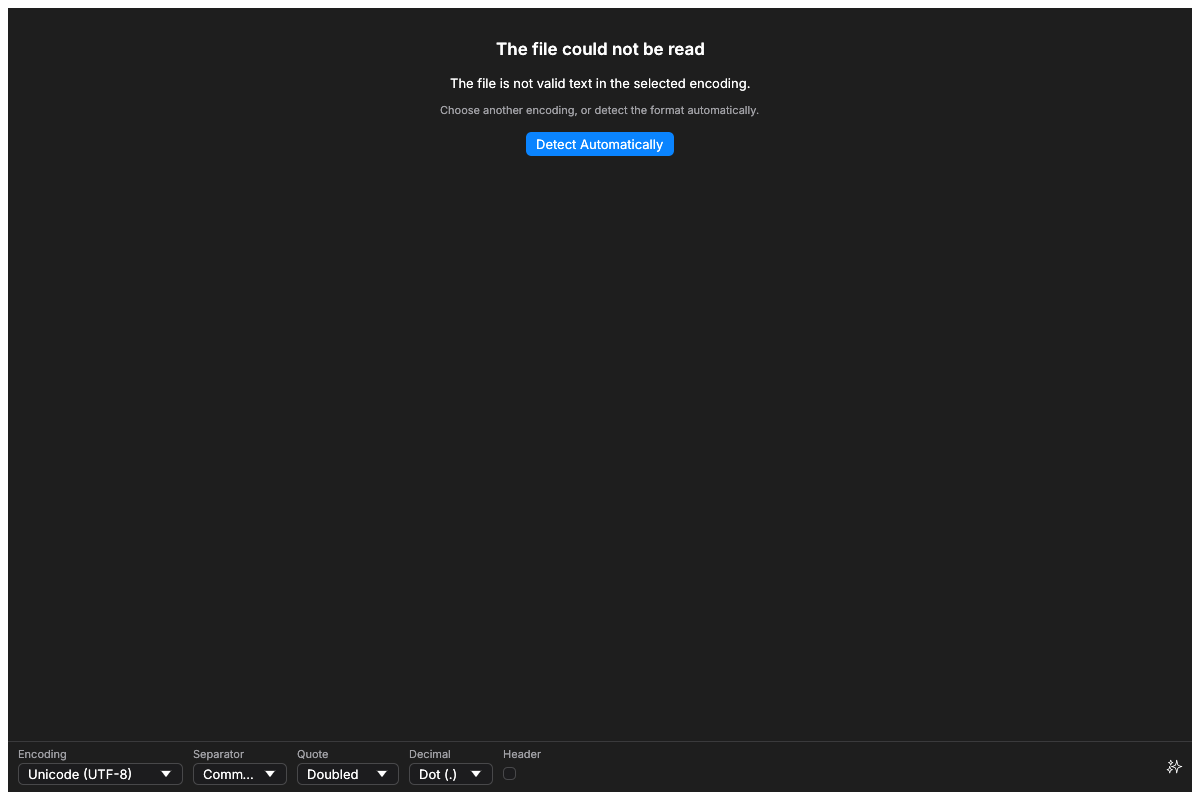 The file could not be read
The file is not valid text in the selected encoding.
Choose another encoding, or detect the format automatically.
Detect Automatically
Encoding Separator Quote Decimal Header
Unicode (UTF-8) Comm... Doubled Dot (.)